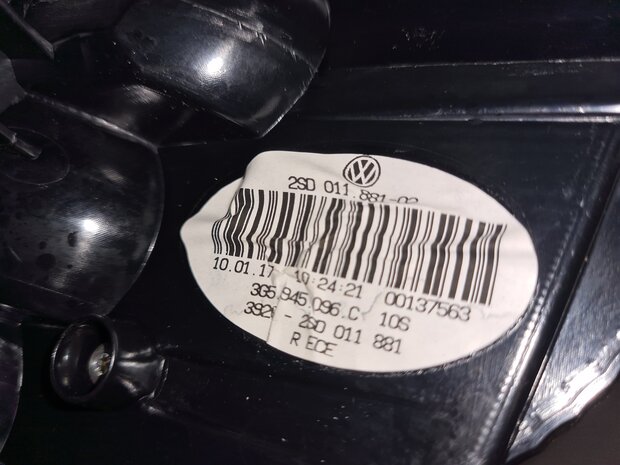 2SD 011.881-02
10.01.17 18:24:21 00137563
3G5.945.096.C 10S
3920 - 2SD 011 881
R ECE